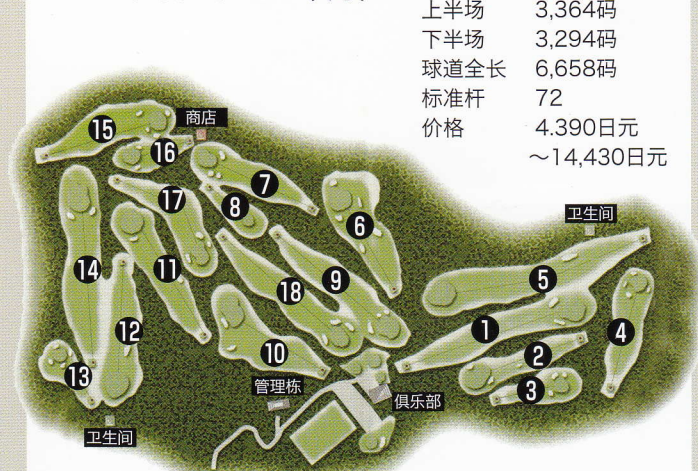 上半场 3,364码
下半场 3,294码
球道全长 6,658码
标准杆 72
价格 4.390日元
～14,430日元
商店
15
16
7
17
8
6
卫生间
14
11
18
9
5
12
10
1
2
4
13
3
管理栋
俱乐部
卫生间